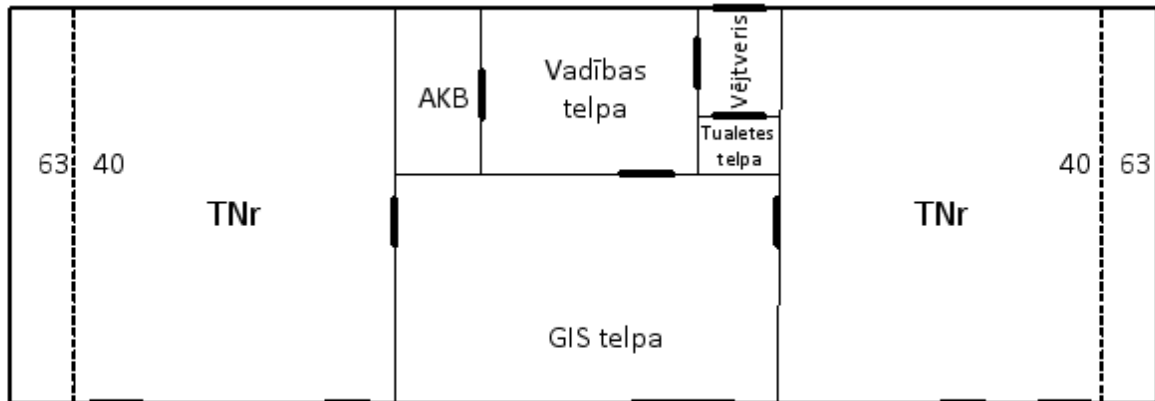 Vējtveris
Vadības
telpa
AKB
Tualetes
telpa
63
40
40
63
TNr
TNr
GIS telpa